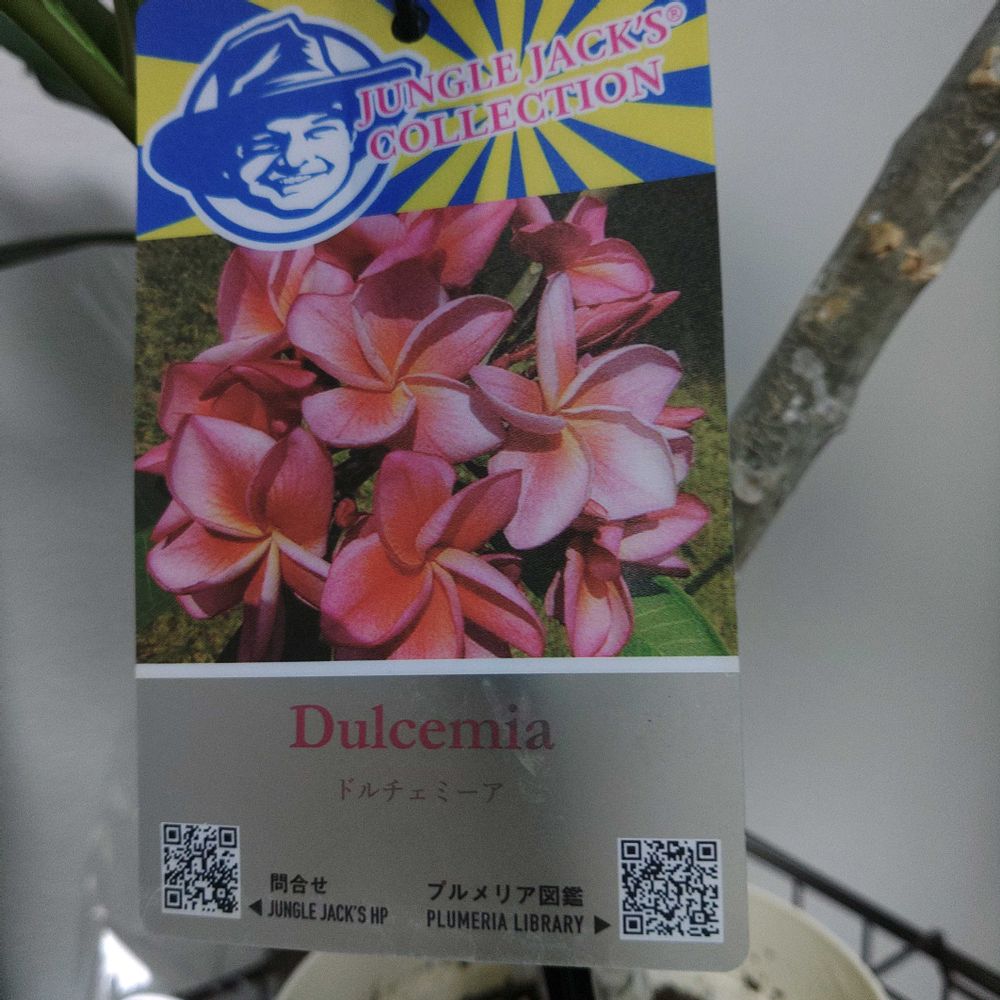 JUNGLE JACK'S®
COLLECTION
Dulcemia
ドルチェミーア
問合せ
◀ JUNGLE JACK'S HP
プルメリア図鑑
PLUMERIA LIBRARY ▶